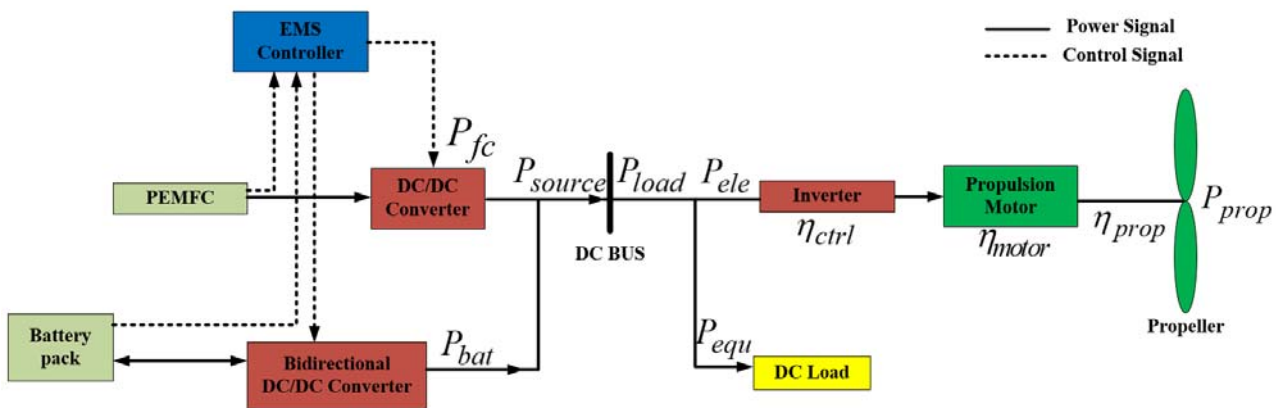 EMS
Controller
Power Signal
Control Signal
P_fc
PEMFC
DC/DC
Converter
P_source
P_load
P_ele
Inverter
η_ctrl
Propulsion
Motor
η_motor
η_prop
P_prop
DC BUS
Propeller
Battery
pack
Bidirectional
DC/DC Converter
P_bat
P_equ
DC Load